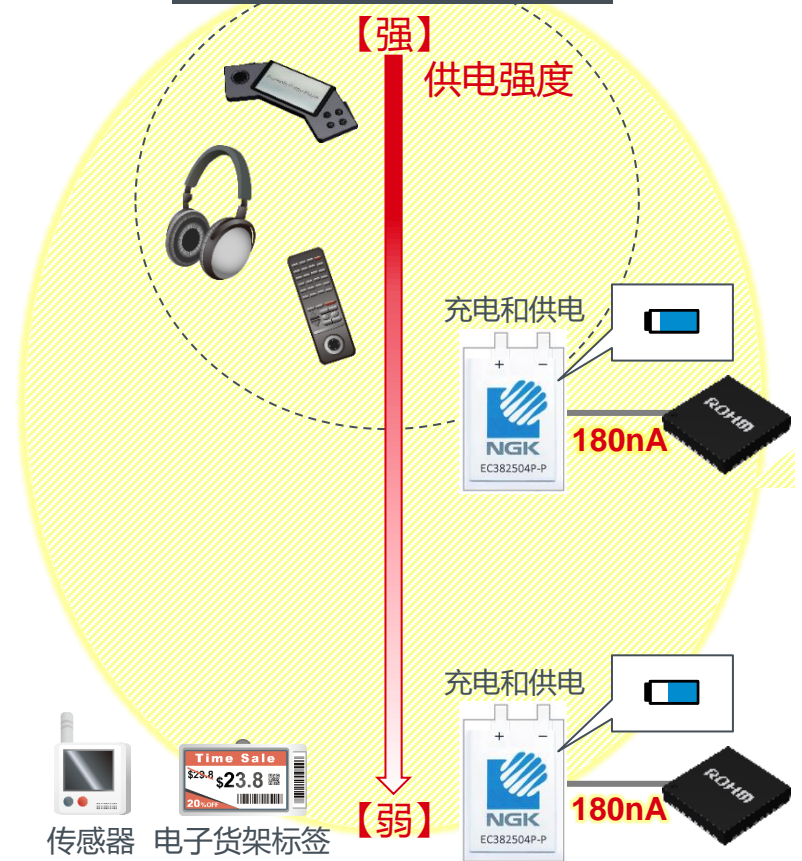 【强】
供电强度
充电和供电
+ −
NGK
EC382504P-P
180nA
ROHM
充电和供电
+ −
NGK
EC382504P-P
180nA
ROHM
Time Sale
$29.8
$23.8
20%OFF
传感器
电子货架标签
【弱】